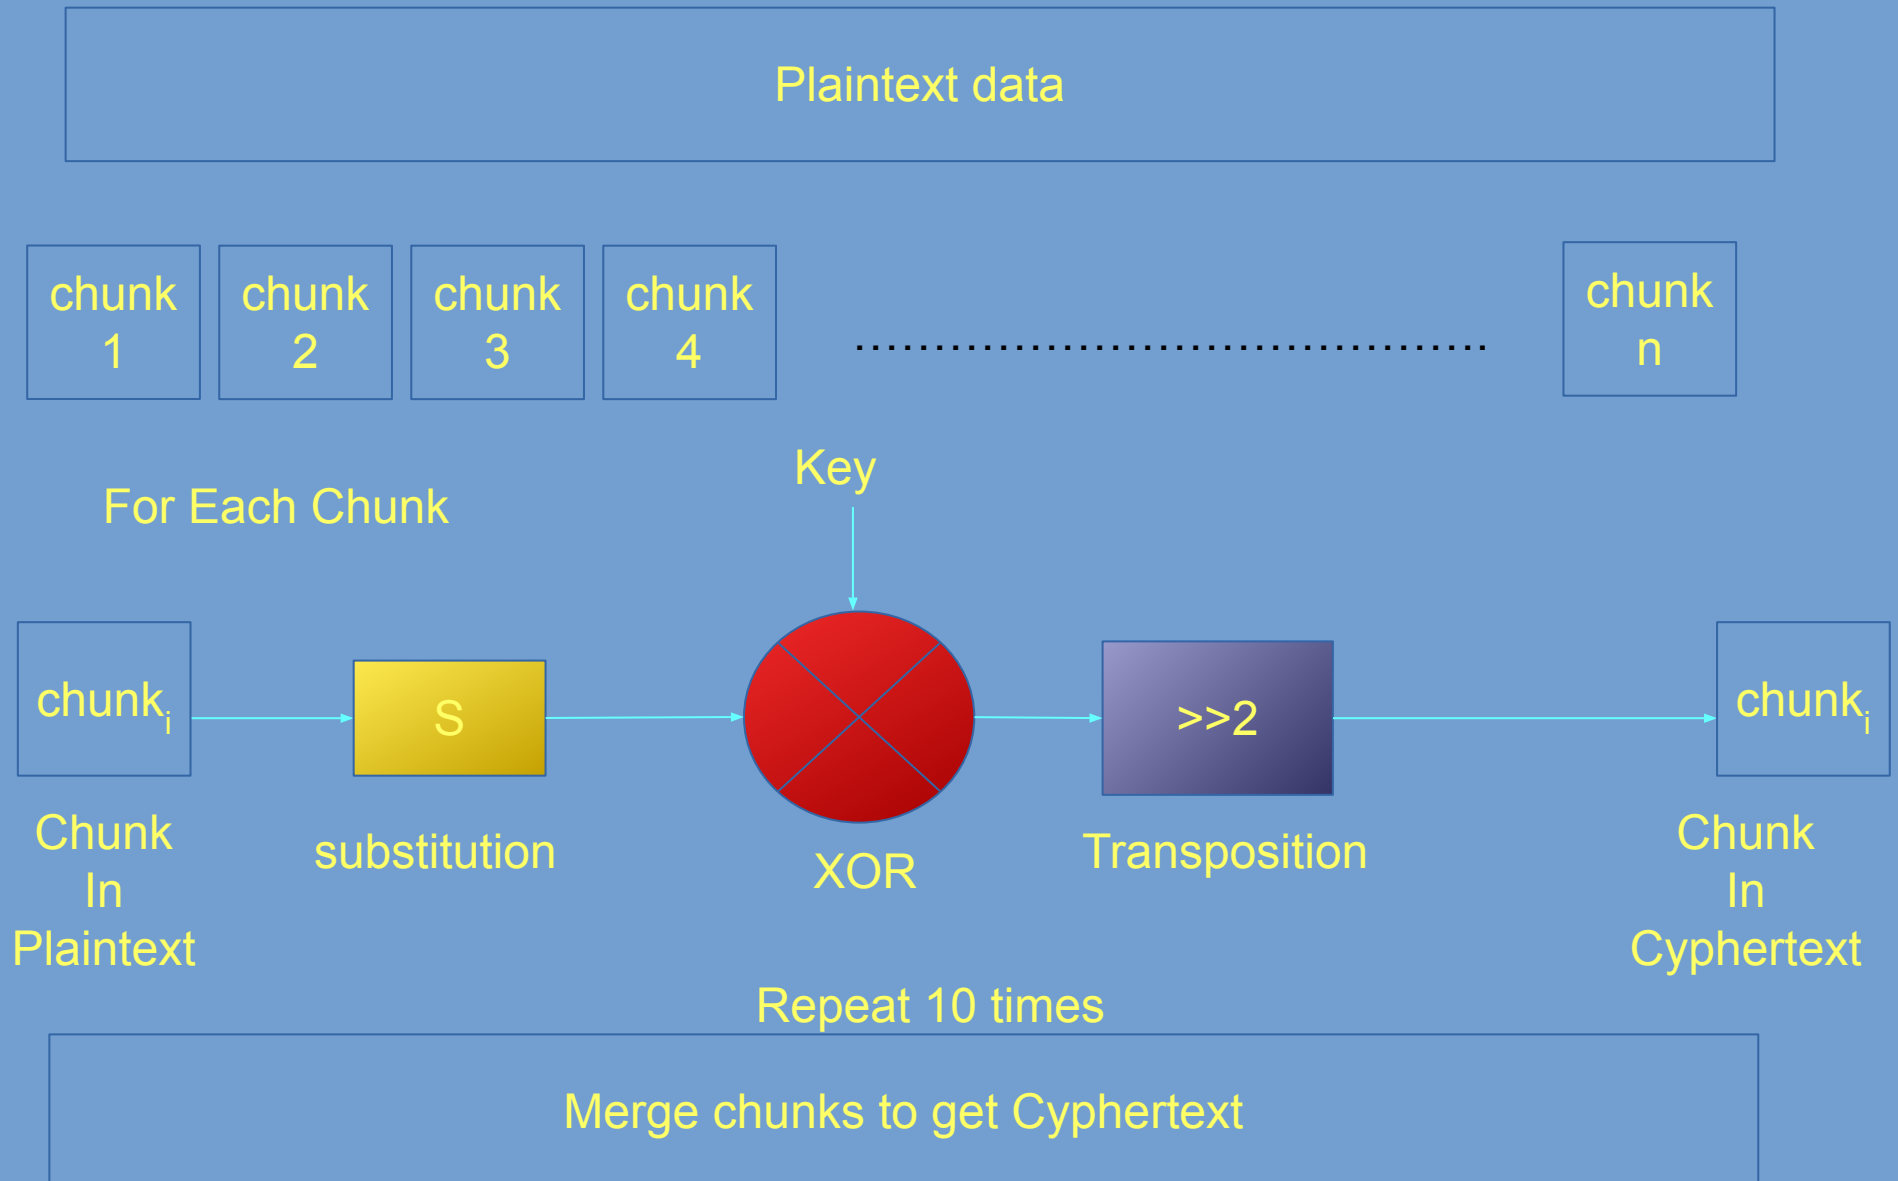 Plaintext data
chunk
1
chunk
2
chunk
3
chunk
4
......................................
chunk
n
Key
For Each Chunk
chunki
S
>>2
chunki
Chunk
In
Plaintext
substitution
XOR
Transposition
Chunk
In
Cyphertext
Repeat 10 times
Merge chunks to get Cyphertext